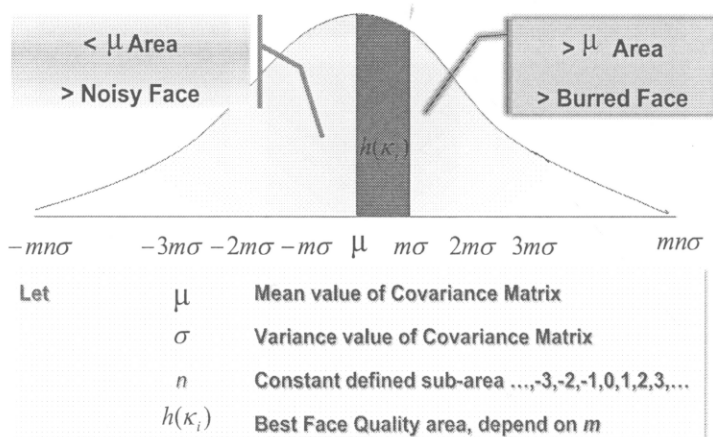 < μ Area
> Noisy Face
> μ Area
> Burred Face
h(κᵢ)
−mnσ −3mσ −2mσ −mσ μ mσ 2mσ 3mσ mnσ
Let μ Mean value of Covariance Matrix
σ Variance value of Covariance Matrix
n Constant defined sub-area ...,-3,-2,-1,0,1,2,3,...
h(κᵢ) Best Face Quality area, depend on m